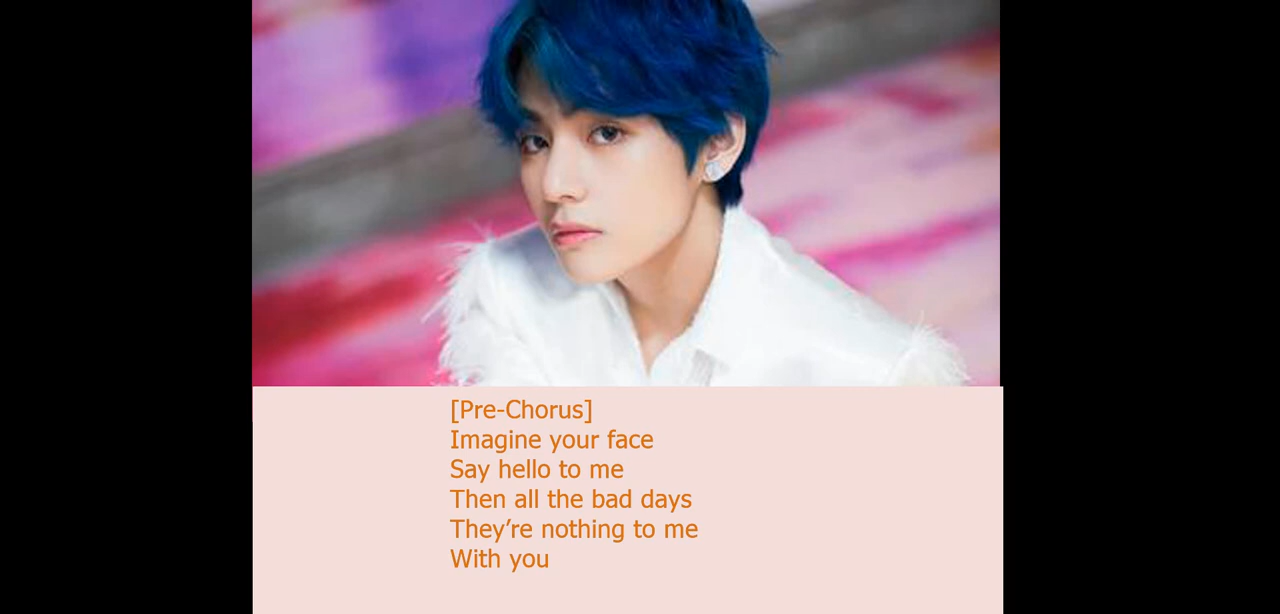 [Pre-Chorus]
Imagine your face
Say hello to me
Then all the bad days
They’re nothing to me
With you